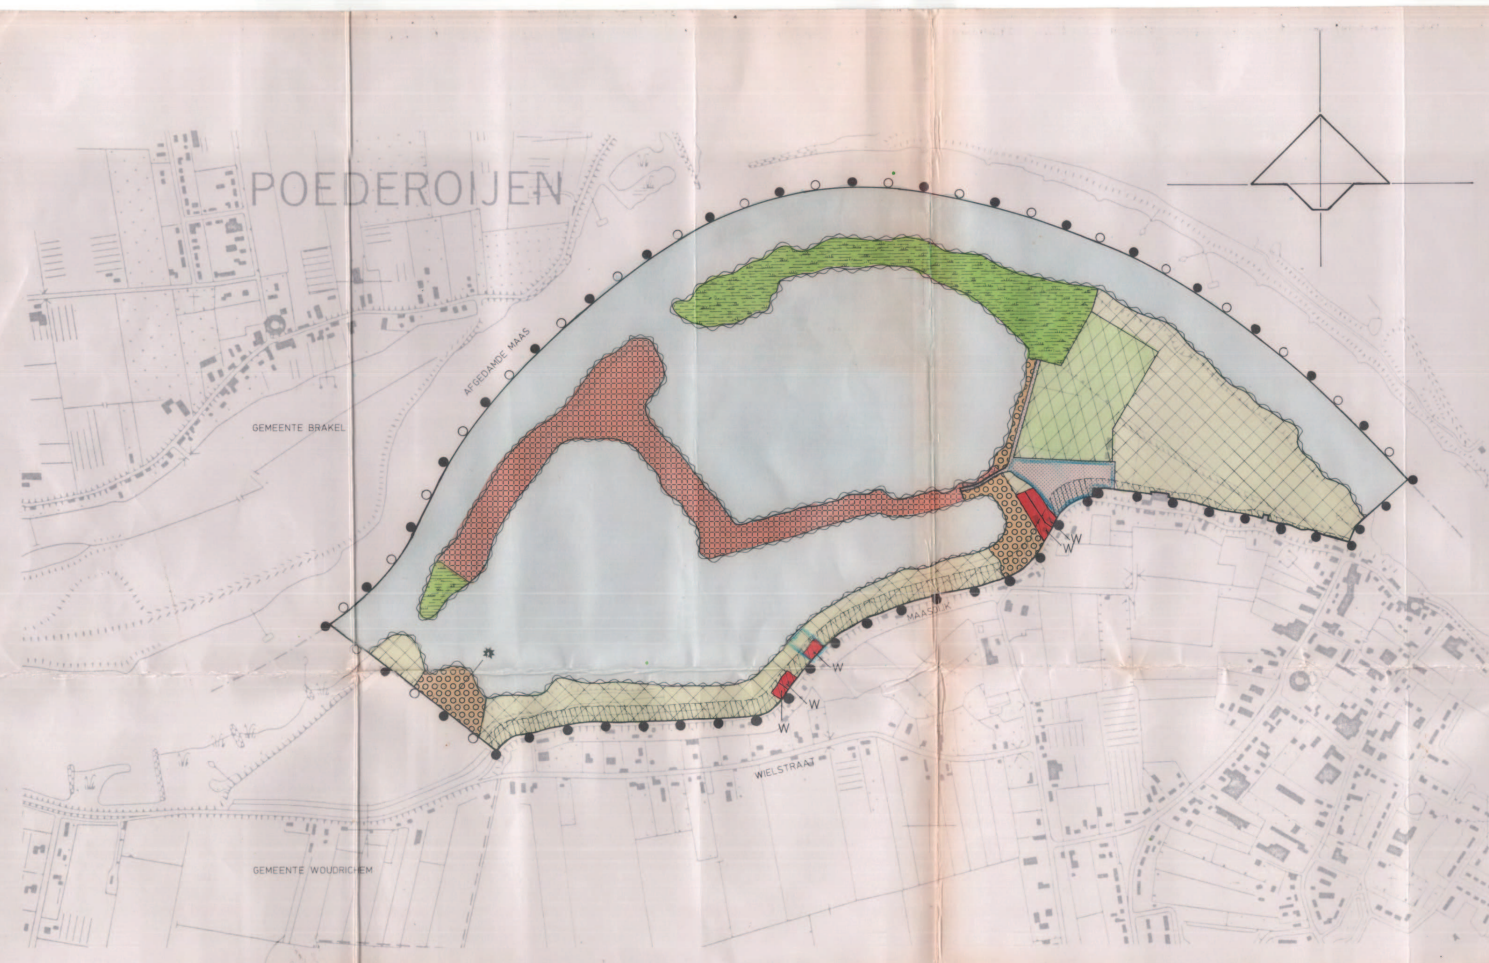 POEDEROIJEN
AFGEDAMDE MAAS
GEMEENTE BRAKEL
W
W
MAASDIJK
W
W
W
WIELSTRAAT
GEMEENTE WOUDRICHEM